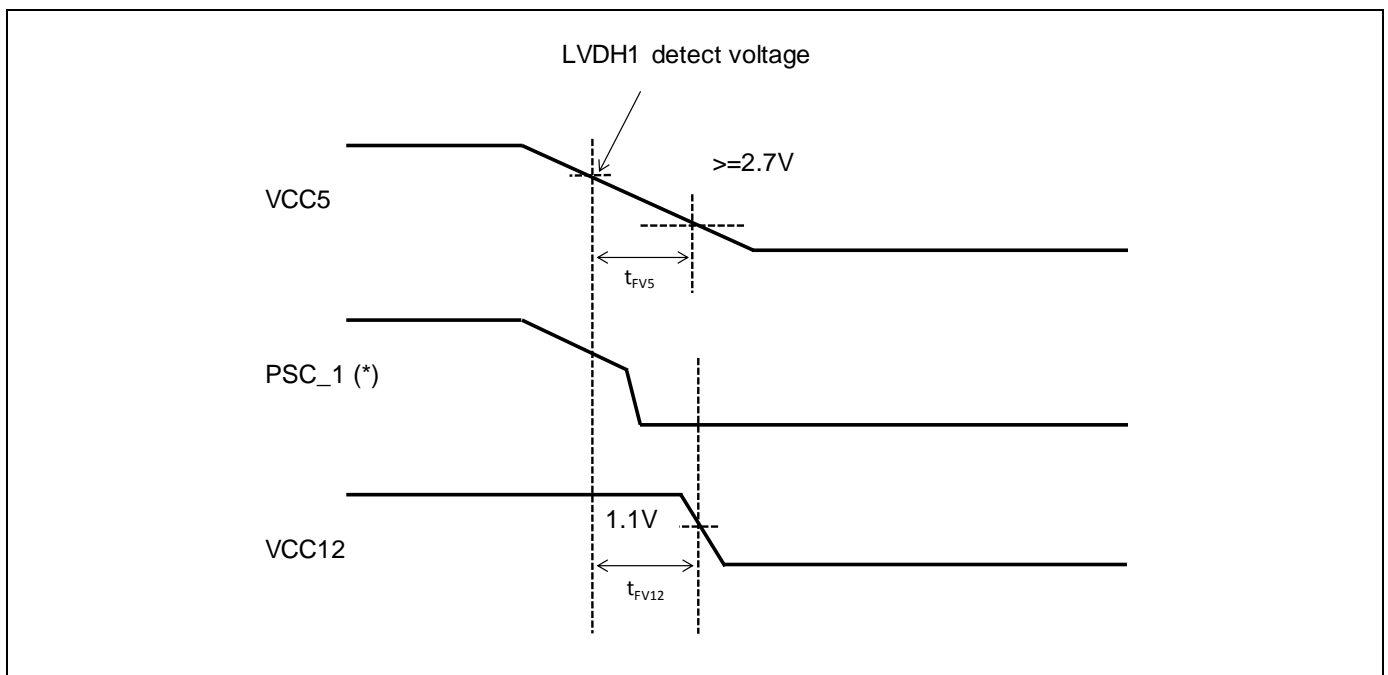 LVDH1 detect voltage
>=2.7V
VCC5
tFV5
PSC_1 (*)
1.1V
VCC12
tFV12